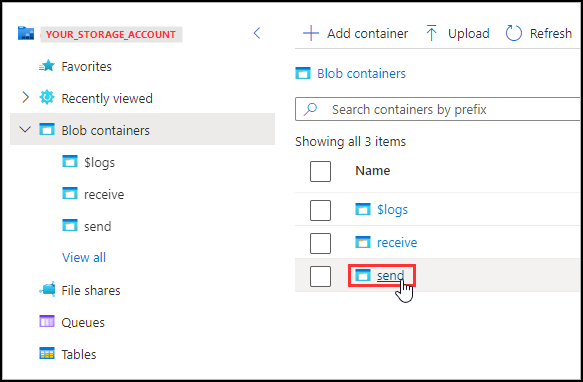 YOUR_STORAGE_ACCOUNT
Favorites
Recently viewed
Blob containers
$logs
receive
send
View all
File shares
Queues
Tables
Add container Upload Refresh
Blob containers
Search containers by prefix
Showing all 3 items
Name
$logs
receive
send